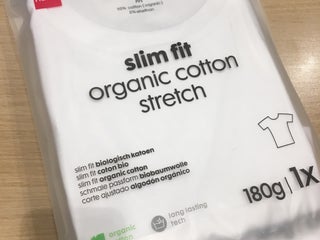 slim fit
organic cotton
stretch
slim fit biologisch katoen
slim fit coton bio
slim fit organic cotton
schmale passform biobaumwolle
corte ajustado algodón orgánico
180g 1X
organic
cotton
long lasting
tech